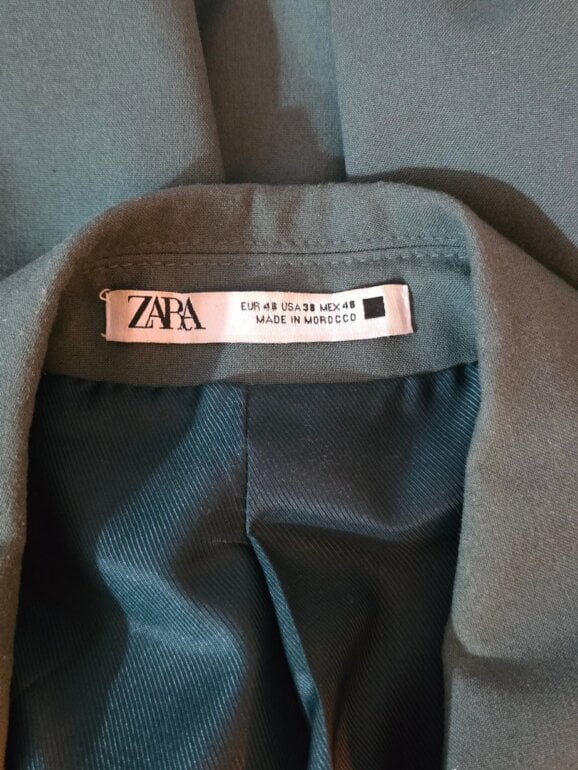 ZARA
EUR 48 USA 38 MEX 48
MADE IN MOROCCO